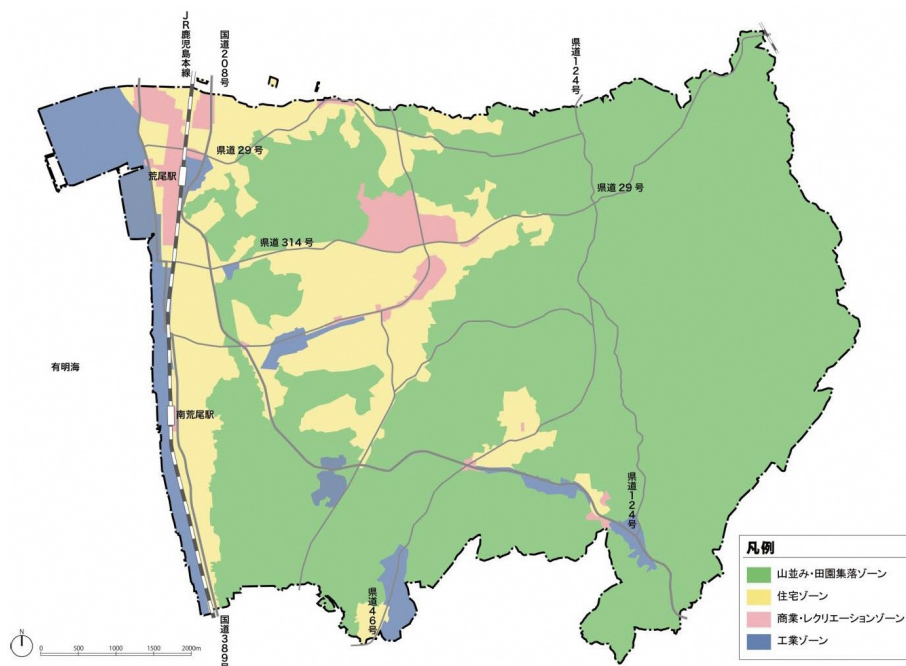 JR鹿児島本線
国道208号
県道124号
県道29号
荒尾駅
県道29号
県道314号
有明海
南荒尾駅
県道124号
県道46号
国道389号
凡例
山並み・田園集落ゾーン
住宅ゾーン
商業・レクリエーションゾーン
工業ゾーン
N
0 500 1000 1500 2000m